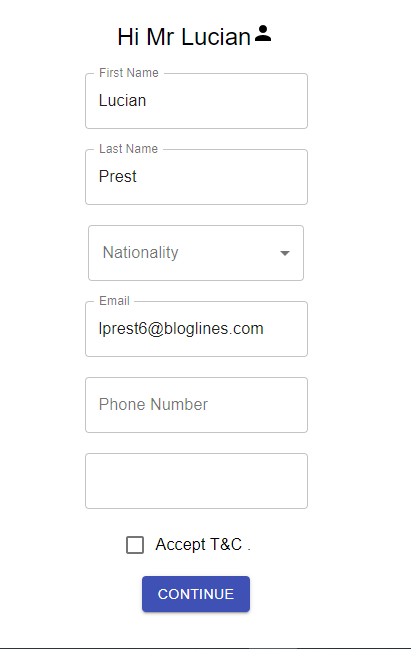 Hi Mr Lucian
First Name
Lucian
Last Name
Prest
Nationality
Email
lprest6@bloglines.com
Phone Number
Accept T&C .
CONTINUE